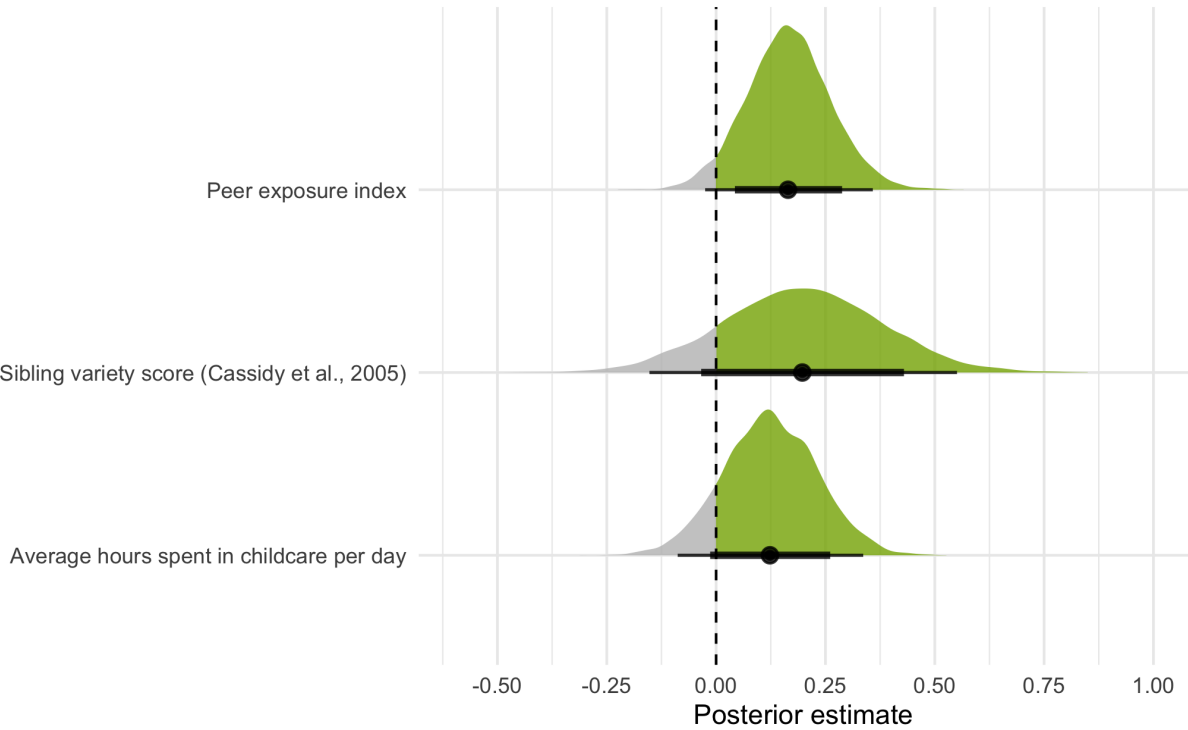 Peer exposure index
Sibling variety score (Cassidy et al., 2005)
Average hours spent in childcare per day
-0.50 -0.25 0.00 0.25 0.50 0.75 1.00
Posterior estimate